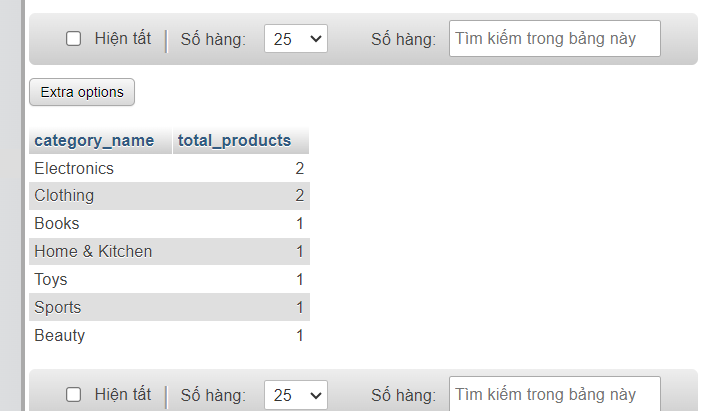 Hiện tất Số hàng: 25 Số hàng: Tìm kiếm trong bảng này
Extra options
category_name total_products
Electronics 2
Clothing 2
Books 1
Home & Kitchen 1
Toys 1
Sports 1
Beauty 1
Hiện tất Số hàng: 25 Số hàng: Tìm kiếm trong bảng này